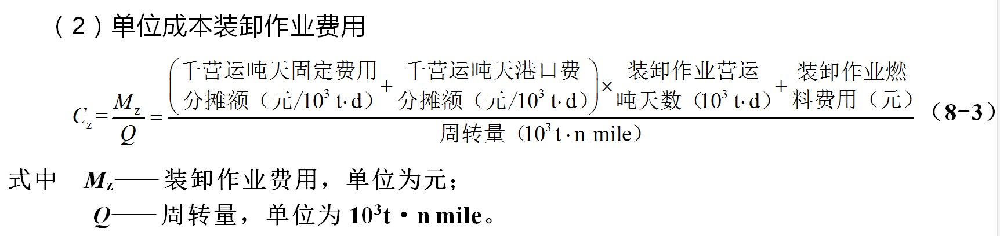 （2）单位成本装卸作业费用
C_z = M_z / Q = [(千营运吨天固定费用分摊额（元/10³ t·d）+ 千营运吨天港口费分摊额（元/10³ t·d）) × 装卸作业营运吨天数（10³ t·d）+ 装卸作业燃料费用（元）] / 周转量（10³ t·n mile） （8-3）
式中 M_z——装卸作业费用，单位为元；
Q——周转量，单位为 10³t·n mile。